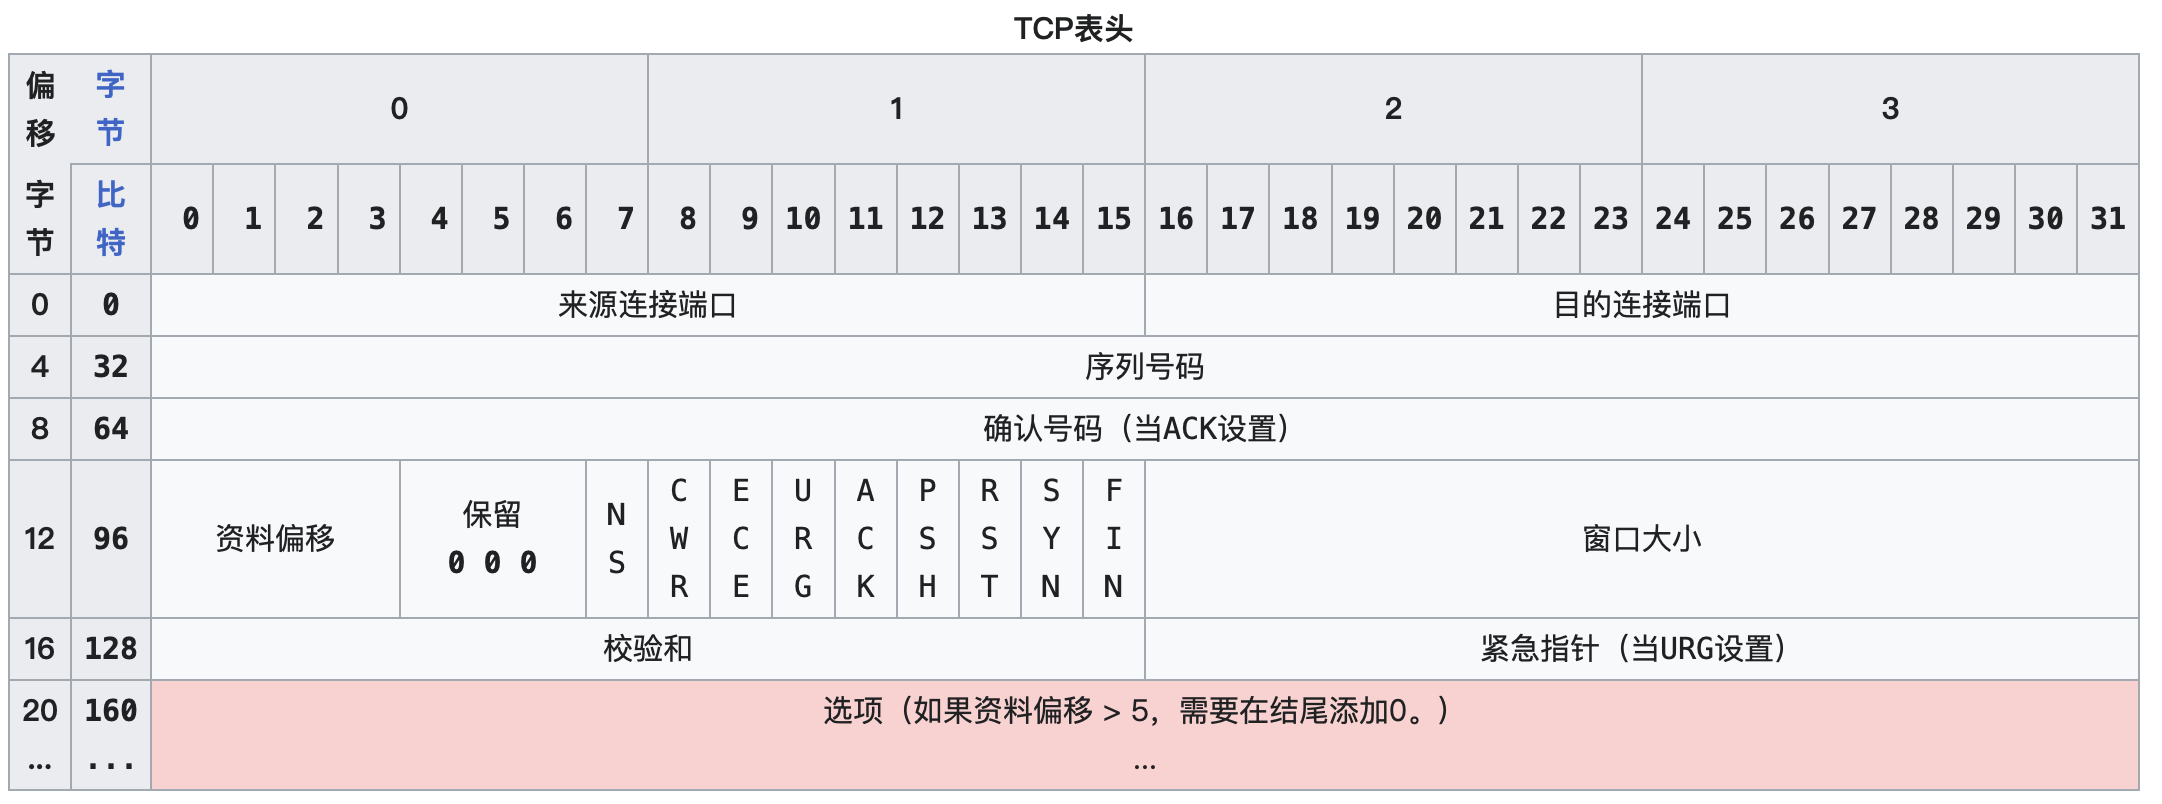 TCP表头
偏移 字节 0 1 2 3
字节 比特 0 1 2 3 4 5 6 7 8 9 10 11 12 13 14 15 16 17 18 19 20 21 22 23 24 25 26 27 28 29 30 31
0 0 来源连接端口 目的连接端口
4 32 序列号码
8 64 确认号码（当ACK设置）
12 96 资料偏移 保留 0 0 0 NS CWR ECE URG ACK PSH RST SYN FIN 窗口大小
16 128 校验和 紧急指针（当URG设置）
20 160 选项（如果资料偏移 > 5，需要在结尾添加0。）
... ... ...